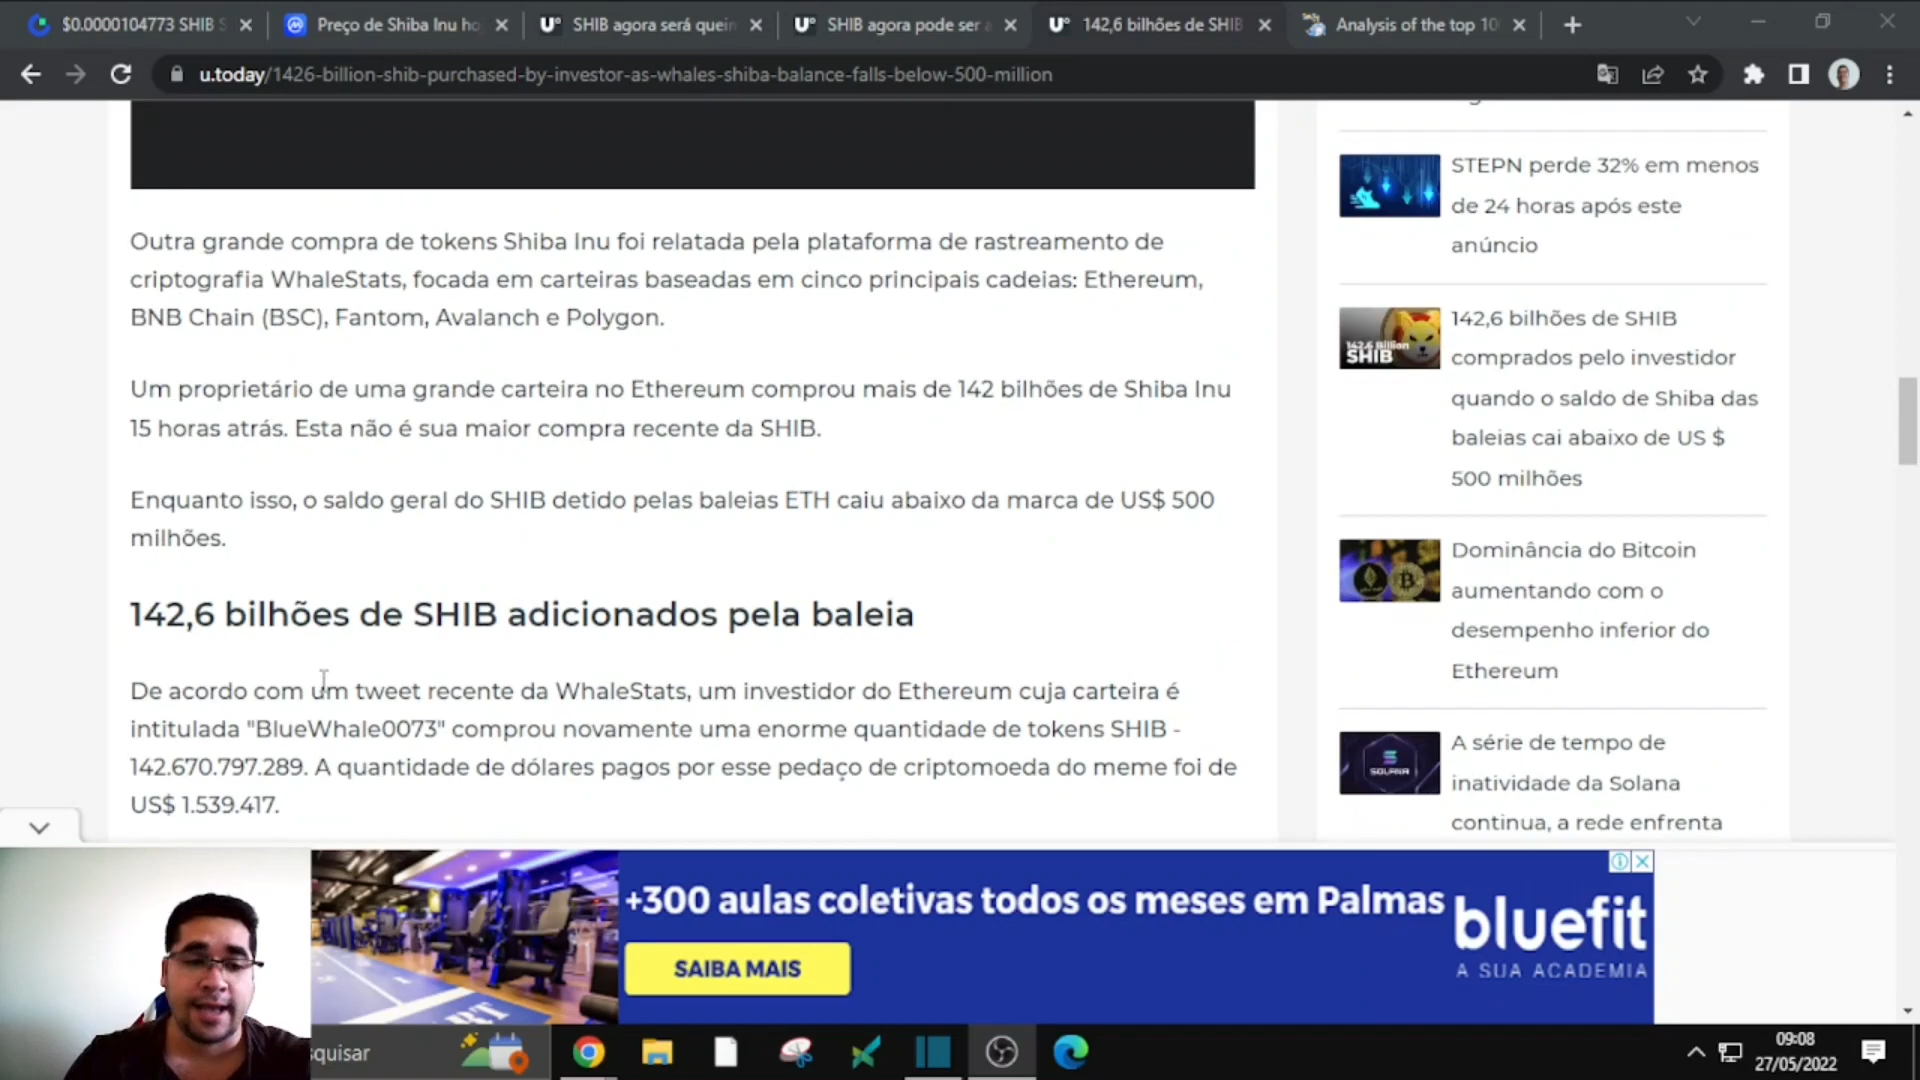 $0.0000104773 SHIB
Preço de Shiba Inu ho
SHIB agora será quei
SHIB agora pode ser
142,6 bilhões de SHIB
Analysis of the top 10
u.today/1426-billion-shib-purchased-by-investor-as-whales-shiba-balance-falls-below-500-million
Outra grande compra de tokens Shiba Inu foi relatada pela plataforma de rastreamento de
criptografia WhaleStats, focada em carteiras baseadas em cinco principais cadeias: Ethereum,
BNB Chain (BSC), Fantom, Avalanch e Polygon.
Um proprietário de uma grande carteira no Ethereum comprou mais de 142 bilhões de Shiba Inu
15 horas atrás. Esta não é sua maior compra recente da SHIB.
Enquanto isso, o saldo geral do SHIB detido pelas baleias ETH caiu abaixo da marca de US$ 500
milhões.
142,6 bilhões de SHIB adicionados pela baleia
De acordo com um tweet recente da WhaleStats, um investidor do Ethereum cuja carteira é
intitulada "BlueWhale0073" comprou novamente uma enorme quantidade de tokens SHIB -
142.670.797.289. A quantidade de dólares pagos por esse pedaço de criptomoeda do meme foi de
US$ 1.539.417.
STEPN perde 32% em menos
de 24 horas após este
anúncio
142.6 Billion
SHIB
142,6 bilhões de SHIB
comprados pelo investidor
quando o saldo de Shiba das
baleias cai abaixo de US $
500 milhões
Dominância do Bitcoin
aumentando com o
desempenho inferior do
Ethereum
SOLANA
A série de tempo de
inatividade da Solana
continua, a rede enfrenta
+300 aulas coletivas todos os meses em Palmas
SAIBA MAIS
bluefit
A SUA ACADEMIA
squisar
09:08
27/05/2022